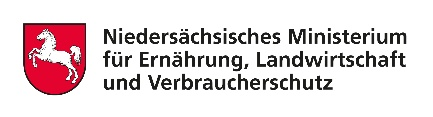 Niedersächsisches Ministerium
für Ernährung, Landwirtschaft
und Verbraucherschutz